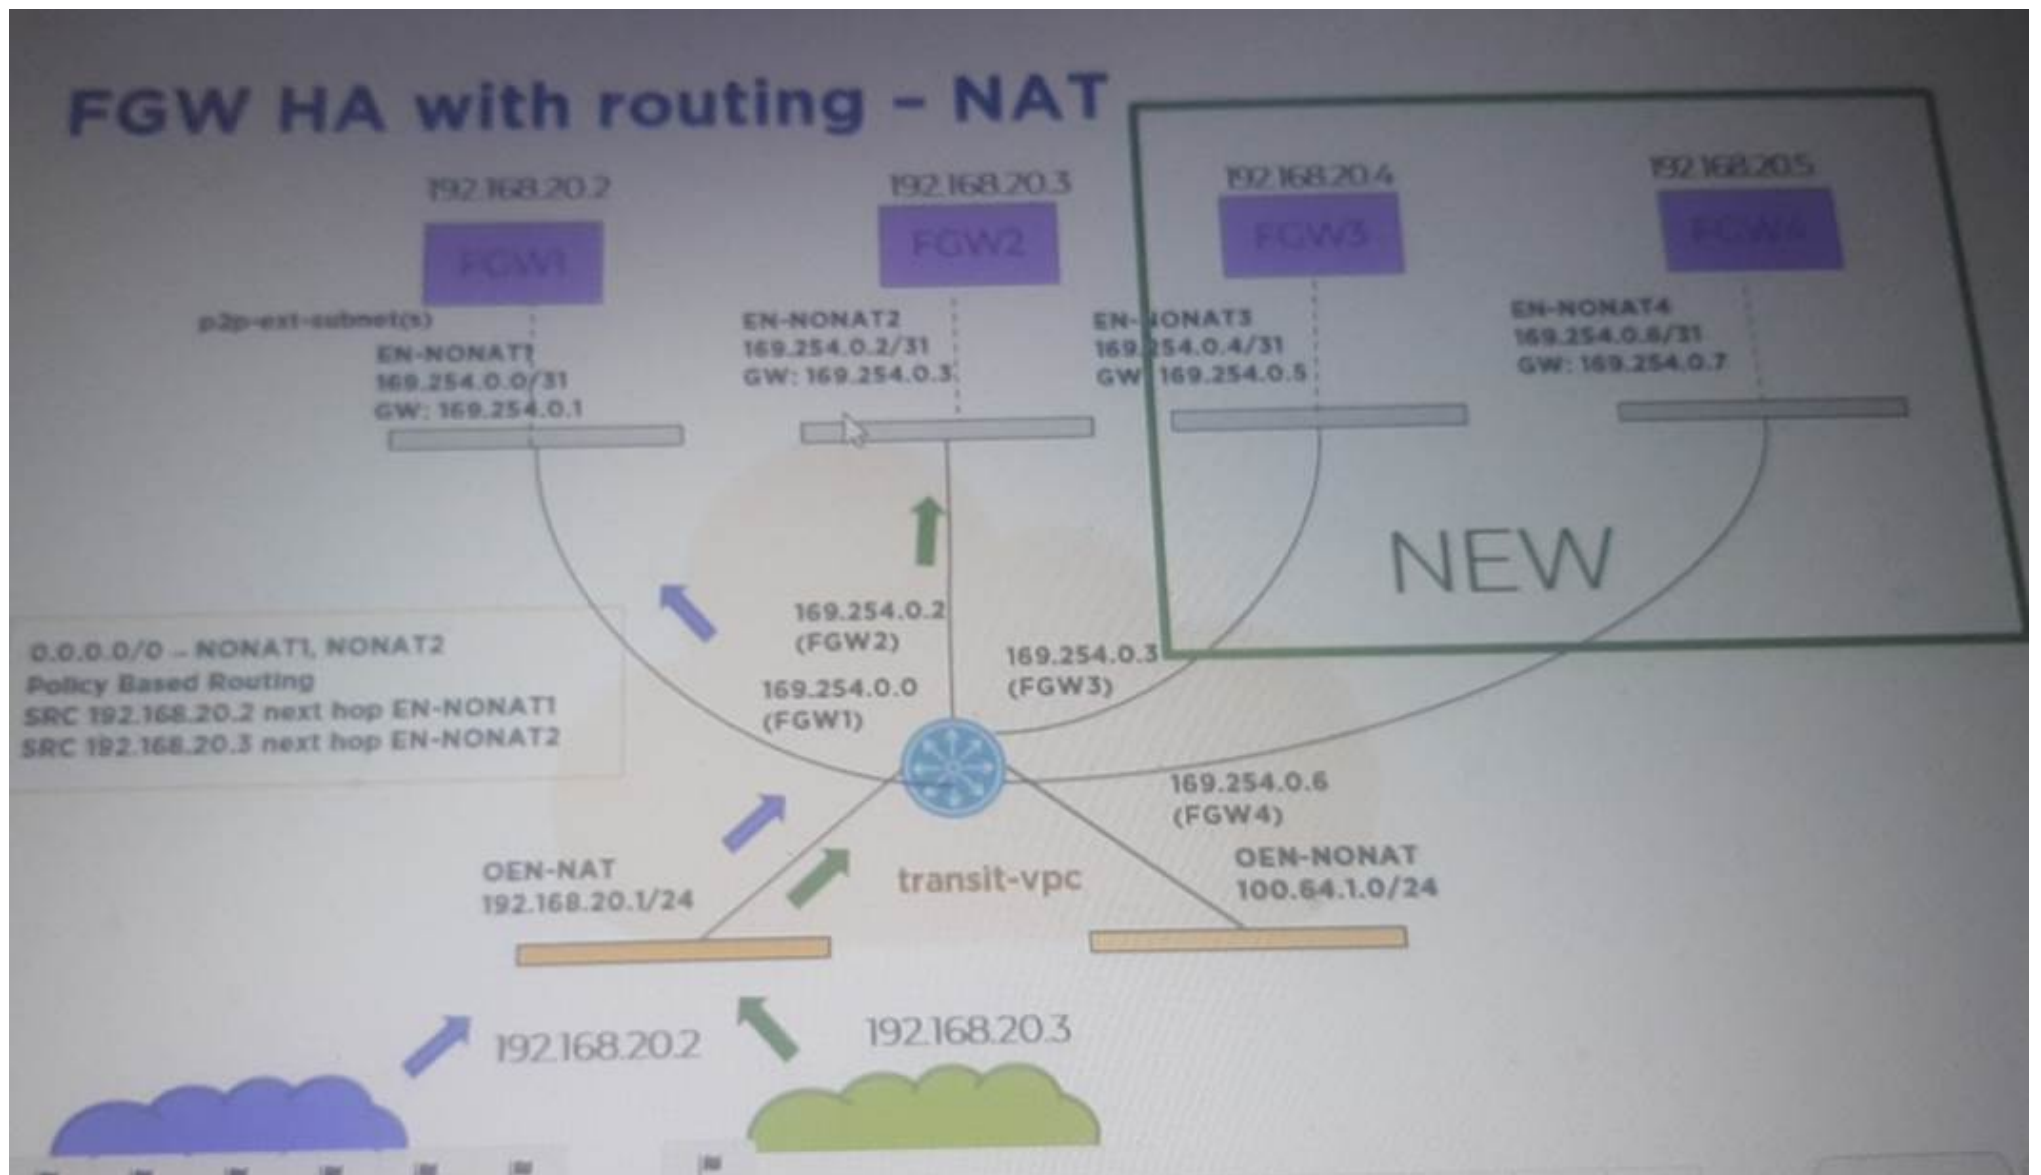 FGW HA with routing – NAT
192.168.20.2
192.168.20.3
192.168.20.4
192.168.20.5
FGW1
FGW2
FGW3
FGW4
p2p-ext-subnet(s)
EN-NONAT1
169.254.0.0/31
GW: 169.254.0.1
EN-NONAT2
169.254.0.2/31
GW: 169.254.0.3
EN-NONAT3
169.254.0.4/31
GW 169.254.0.5
EN-NONAT4
169.254.0.6/31
GW: 169.254.0.7
NEW
0.0.0.0/0 – NONAT1, NONAT2
Policy Based Routing
SRC 192.168.20.2 next hop EN-NONAT1
SRC 192.168.20.3 next hop EN-NONAT2
169.254.0.2
(FGW2)
169.254.0.0
(FGW1)
169.254.0.3
(FGW3)
169.254.0.6
(FGW4)
OEN-NAT
192.168.20.1/24
transit-vpc
OEN-NONAT
100.64.1.0/24
192.168.20.2
192.168.20.3